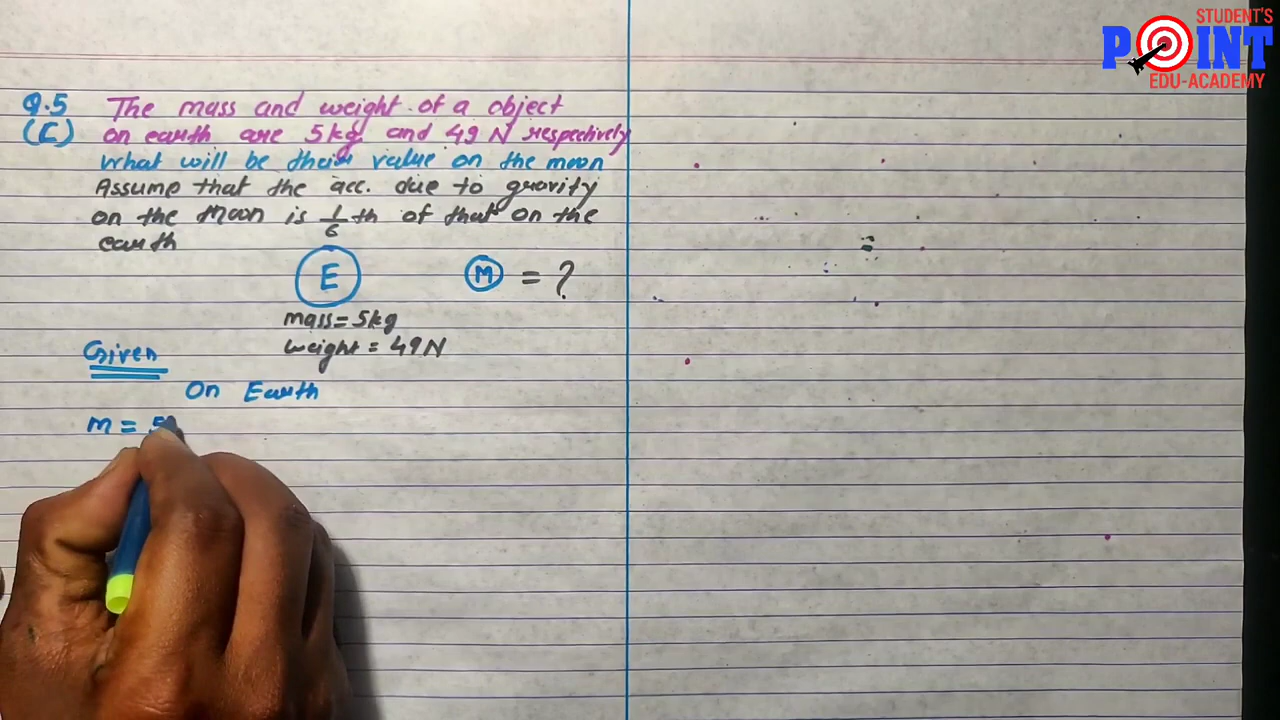 STUDENT'S
POINT
EDU-ACADEMY
Q.5 The mass and weight of a object
(C) on earth are 5kg and 49 N respectively
What will be their value on the moon
Assume that the acc. due to gravity
on the Moon is 1/6 th of that on the
earth
E M = ?
mass = 5kg
weight = 49 N
Given
On Earth
M = 5